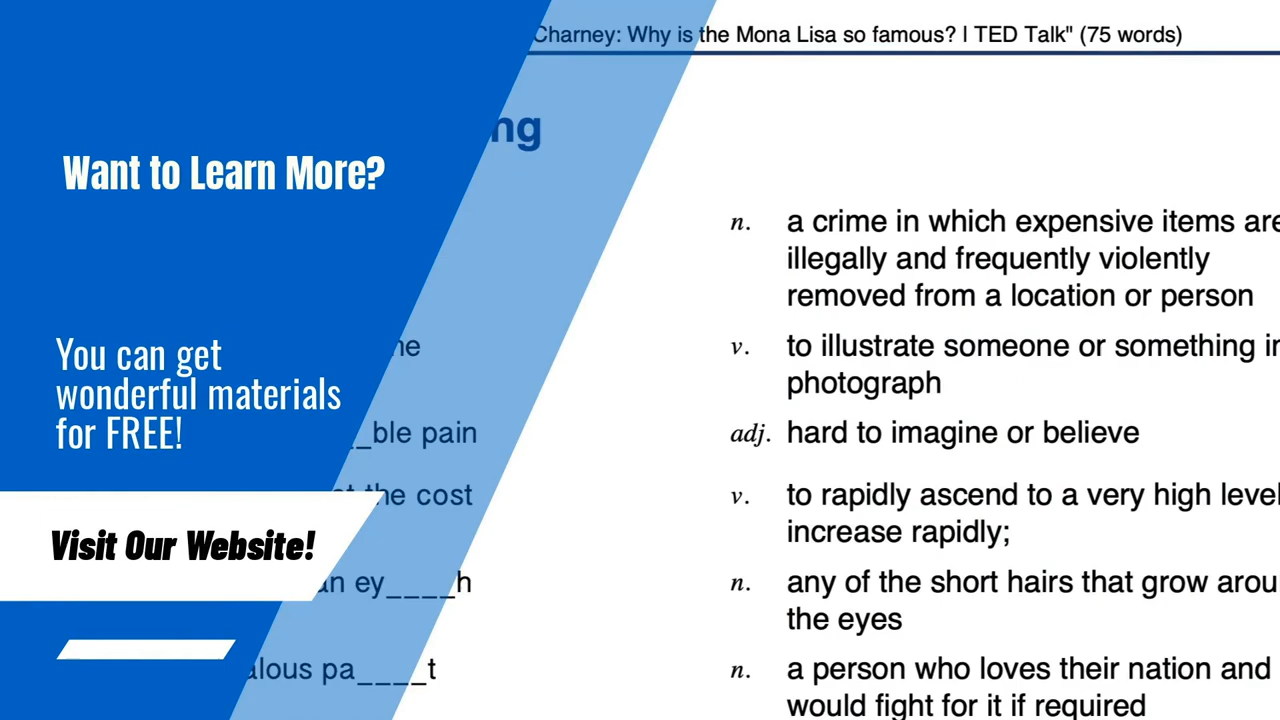 Charney: Why is the Mona Lisa so famous? | TED Talk" (75 words)
ng
Want to Learn More?
You can get
wonderful materials
for FREE!
Visit Our Website!
n. a crime in which expensive items are
illegally and frequently violently
removed from a location or person
ne v. to illustrate someone or something in
photograph
_ble pain adj. hard to imagine or believe
the cost v. to rapidly ascend to a very high level
increase rapidly;
an ey____h n. any of the short hairs that grow arou
the eyes
alous pa____t n. a person who loves their nation and
would fight for it if required